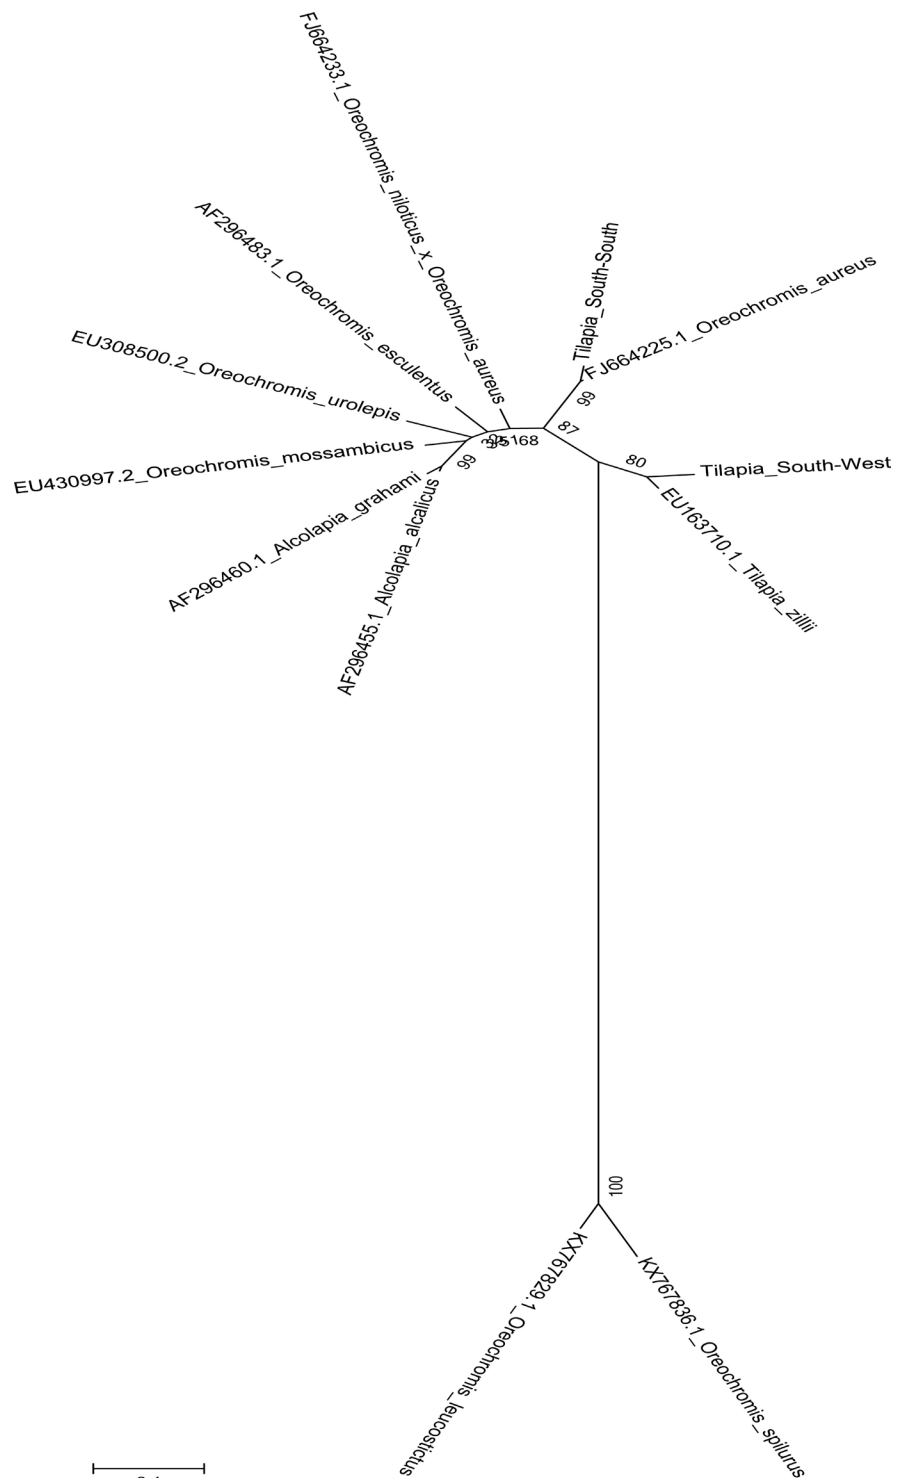 FJ664233.1_Oreochromis_niloticus_x_Oreochromis_aureus
AF296483.1_Oreochromis_esculentus
Tilapia_South-South
FJ664225.1_Oreochromis_aureus
EU308500.2_Oreochromis_urolepis
99
87
68
EU430997.2_Oreochromis_mossambicus
99
80
Tilapia_South-West
AF296460.1_Alcolapia_grahami
AF296455.1_Alcolapia_alcalicus
EU163710.1_Tilapia_zillii
100
KX767829.1_Oreochromis_leucostictus
KX767836.1_Oreochromis_spilurus